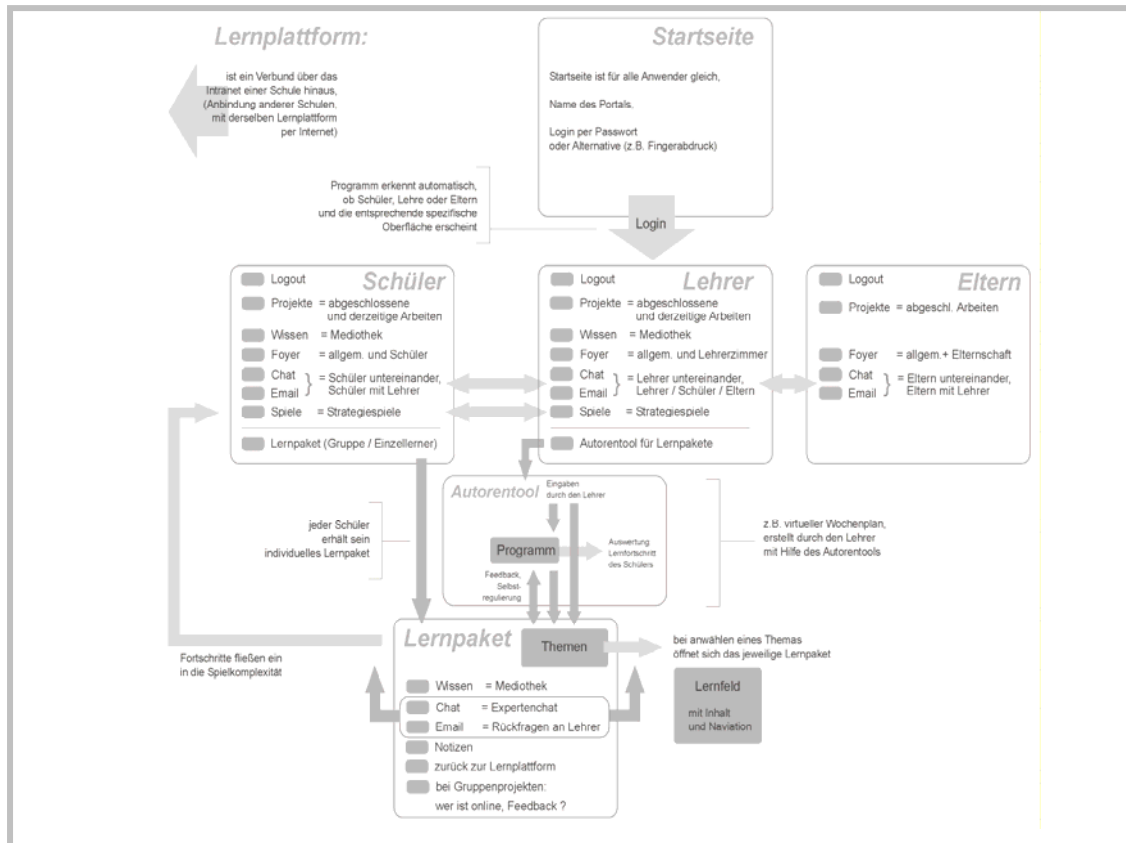 Lernplattform:
ist ein Verbund über das
Intranet einer Schule hinaus,
(Anbindung anderer Schulen.
mit derselben Lernplattform
per Internet)
Startseite
Startseite ist für alle Anwender gleich,
Name des Portals.
Login per Passwort
oder Alternative (z.B. Fingerabdruck)
Programm erkennt automatisch,
ob Schüler, Lehre oder Eltern
und die entsprechende spezifische
Oberfläche erscheint
Login
Schüler
Logout
Projekte = abgeschlossene
und derzeitige Arbeiten
Wissen = Mediothek
Foyer = allgem. und Schüler
Chat
Email
} = Schüler untereinander,
Schüler mit Lehrer
Spiele = Strategiespiele
Lernpaket (Gruppe / Einzellerner)
Lehrer
Logout
Projekte = abgeschlossene
und derzeitige Arbeiten
Wissen = Mediothek
Foyer = allgem. und Lehrerzimmer
Chat
Email
} = Lehrer untereinander,
Lehrer / Schüler / Eltern
Spiele = Strategiespiele
Autorentool für Lernpakete
Eltern
Logout
Projekte = abgeschl. Arbeiten
Foyer = allgem.+ Elternschaft
Chat
Email
} = Eltern untereinander,
Eltern mit Lehrer
Autorentool
Eingaben
durch den Lehrer
Programm
Auswertung
Lernfortschritt
des Schülers
Feedback,
Selbst-
regulierung
jeder Schüler
erhält sein
individuelles Lernpaket
z.B. virtueller Wochenplan,
erstellt durch den Lehrer
mit Hilfe des Autorentools
Fortschritte fließen ein
in die Spielkomplexität
Lernpaket
Themen
Wissen = Mediothek
Chat = Expertenchat
Email = Rückfragen an Lehrer
Notizen
zurück zur Lernplattform
bei Gruppenprojekten:
wer ist online, Feedback ?
bei anwählen eines Themas
öffnet sich das jeweilige Lernpaket
Lernfeld
mit Inhalt
und Naviation